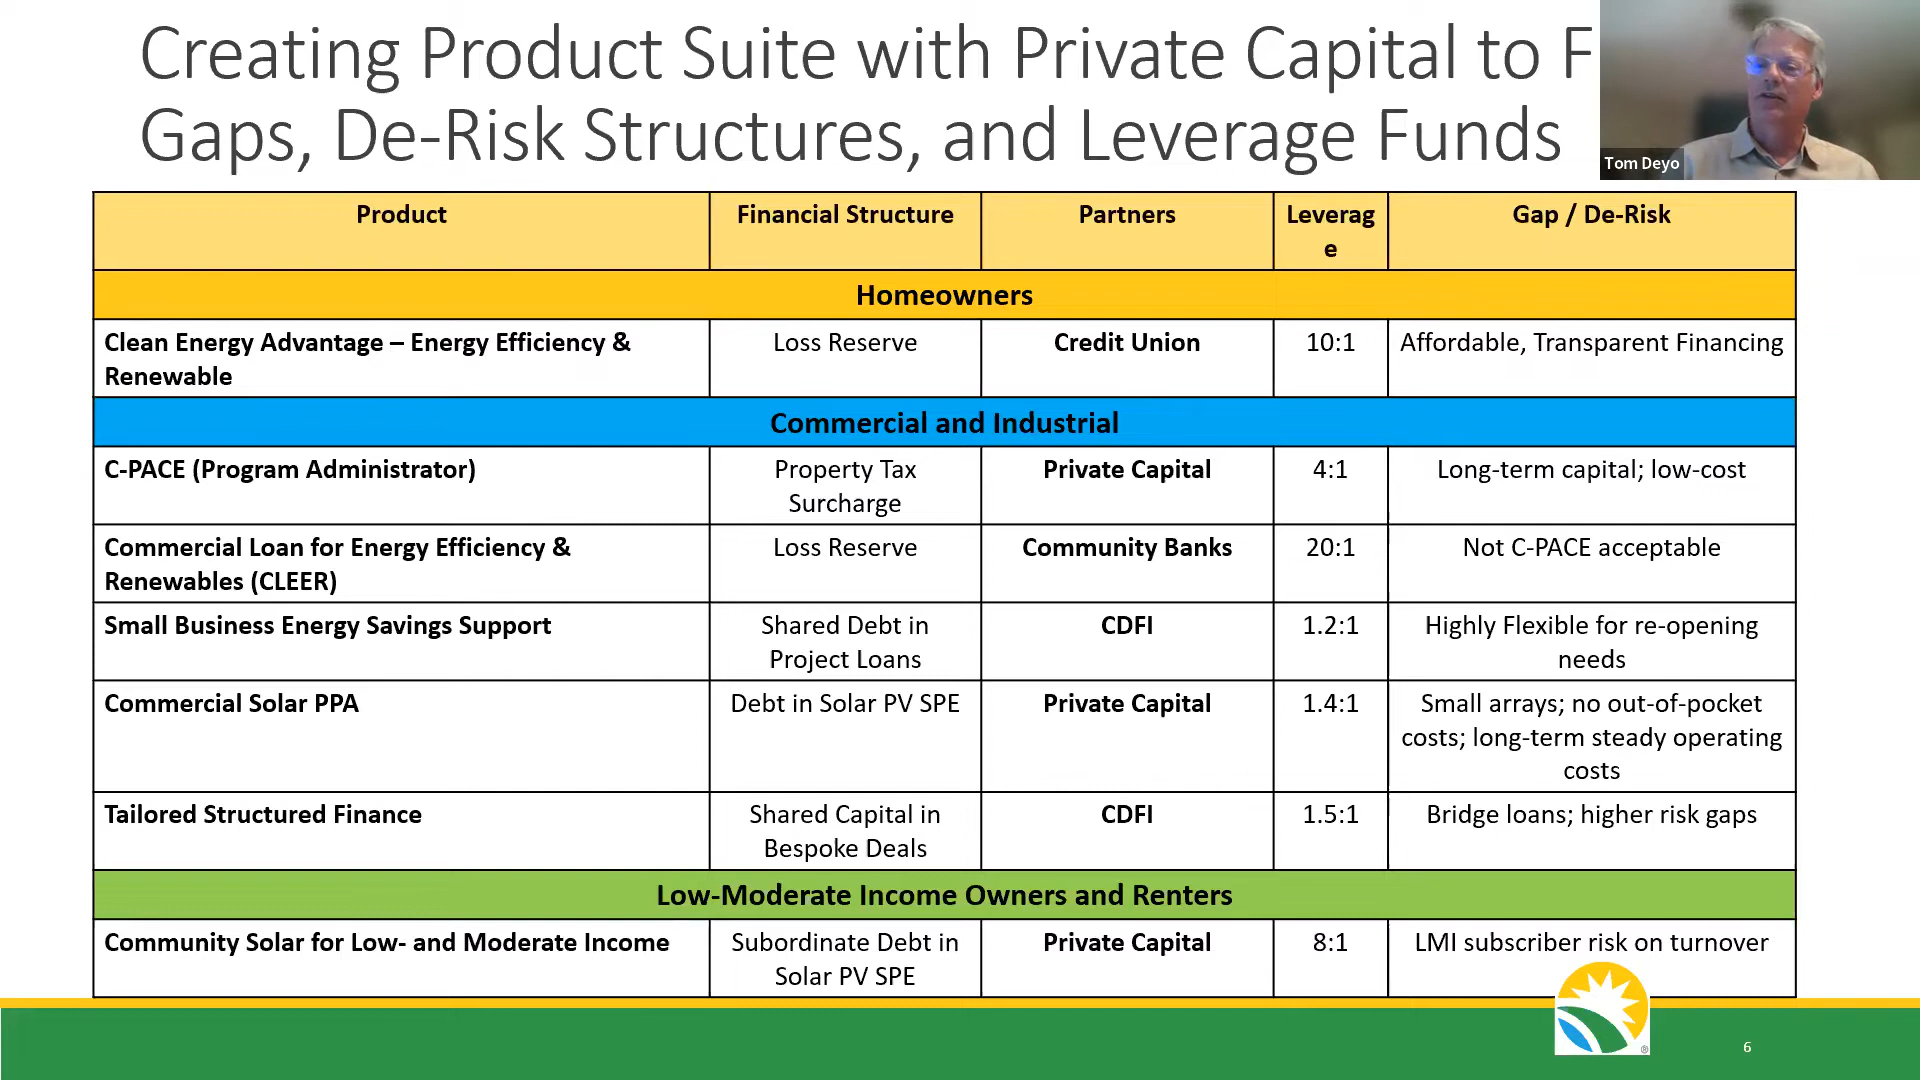 Creating Product Suite with Private Capital to F
Gaps, De-Risk Structures, and Leverage Funds
Tom Deyo
Product
Financial Structure
Partners
Leverag
e
Gap / De-Risk
Homeowners
Clean Energy Advantage – Energy Efficiency &
Renewable
Loss Reserve
Credit Union
10:1
Affordable, Transparent Financing
Commercial and Industrial
C-PACE (Program Administrator)
Property Tax
Surcharge
Private Capital
4:1
Long-term capital; low-cost
Commercial Loan for Energy Efficiency &
Renewables (CLEER)
Loss Reserve
Community Banks
20:1
Not C-PACE acceptable
Small Business Energy Savings Support
Shared Debt in
Project Loans
CDFI
1.2:1
Highly Flexible for re-opening
needs
Commercial Solar PPA
Debt in Solar PV SPE
Private Capital
1.4:1
Small arrays; no out-of-pocket
costs; long-term steady operating
costs
Tailored Structured Finance
Shared Capital in
Bespoke Deals
CDFI
1.5:1
Bridge loans; higher risk gaps
Low-Moderate Income Owners and Renters
Community Solar for Low- and Moderate Income
Subordinate Debt in
Solar PV SPE
Private Capital
8:1
LMI subscriber risk on turnover
®
6